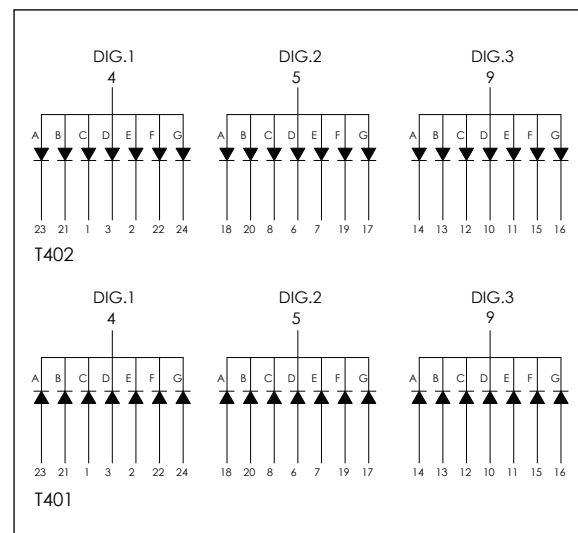 DIG.1 DIG.2 DIG.3
4 5 9
A B C D E F G A B C D E F G A B C D E F G
23 21 1 3 2 22 24 18 20 8 6 7 19 17 14 13 12 10 11 15 16
T402
DIG.1 DIG.2 DIG.3
4 5 9
A B C D E F G A B C D E F G A B C D E F G
23 21 1 3 2 22 24 18 20 8 6 7 19 17 14 13 12 10 11 15 16
T401